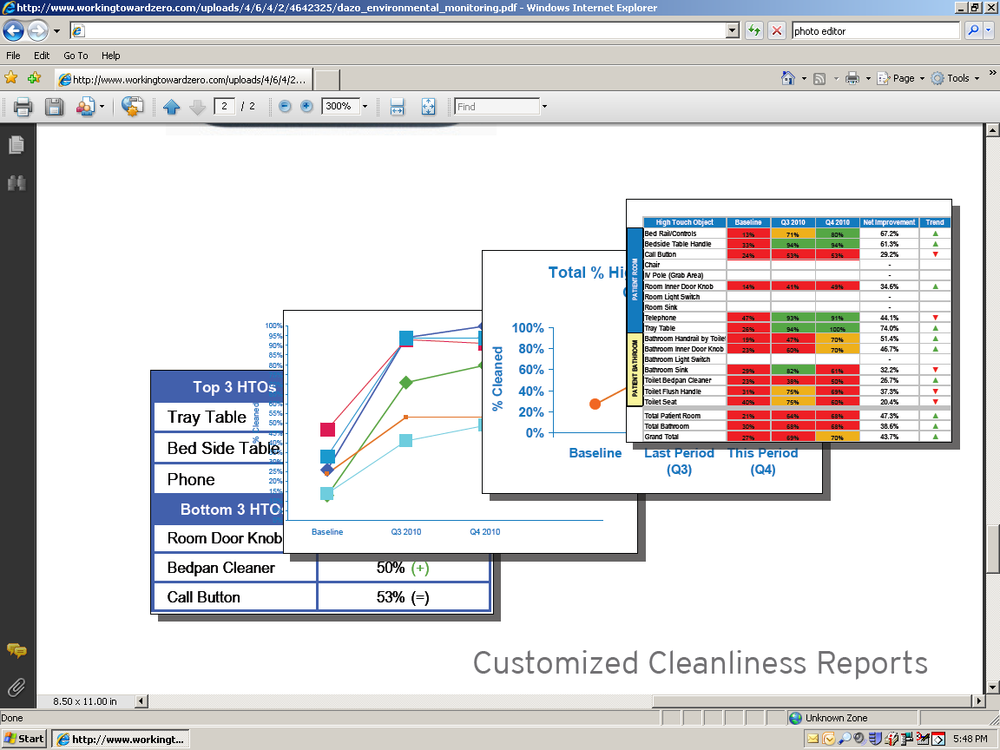 http://www.workingtowardzero.com/uploads/4/6/4/2/4642325/dazo_environmental_monitoring.pdf - Windows Internet Explorer
photo editor
File Edit Go To Help
http://www.workingtowardzero.com/uploads/4/6/4/2...
Page Tools »
2 / 2 300% Find
High Touch Object Baseline Q3 2010 Q4 2010 Net Improvement Trend
PATIENT ROOM
Bed Rail/Controls 13% 71% 80% 67.2%
Bedside Table Handle 33% 94% 94% 61.3%
Call Button 24% 53% 53% 29.2%
Chair -
IV Pole (Grab Area) -
Room Inner Door Knob 14% 41% 49% 34.6%
Room Light Switch -
Room Sink -
Telephone 47% 93% 91% 44.1%
Tray Table 26% 94% 100% 74.0%
PATIENT BATHROOM
Bathroom Handrail by Toilet 19% 47% 70% 51.4%
Bathroom Inner Door Knob 23% 60% 70% 46.7%
Bathroom Light Switch -
Bathroom Sink 29% 82% 61% 32.2%
Toilet Bedpan Cleaner 23% 38% 50% 26.7%
Toilet Flush Handle 31% 75% 69% 37.3%
Toilet Seat 40% 75% 60% 20.4%
Total Patient Room 21% 64% 68% 47.3%
Total Bathroom 30% 68% 68% 38.6%
Grand Total 27% 69% 70% 43.7%
Total % Hi
% Cleaned
100%
80%
60%
40%
20%
0%
Baseline Last Period This Period
(Q3) (Q4)
% Cleaned
100%
95%
90%
85%
80%
60%
55%
50%
45%
40%
35%
30%
25%
20%
15%
Baseline Q3 2010 Q4 2010
Top 3 HTOs
Tray Table
Bed Side Table
Phone
Bottom 3 HTO
Room Door Knob
Bedpan Cleaner 50% (+)
Call Button 53% (=)
Customized Cleanliness Reports
8.50 x 11.00 in
Done Unknown Zone
Start http://www.workingt... 5:48 PM